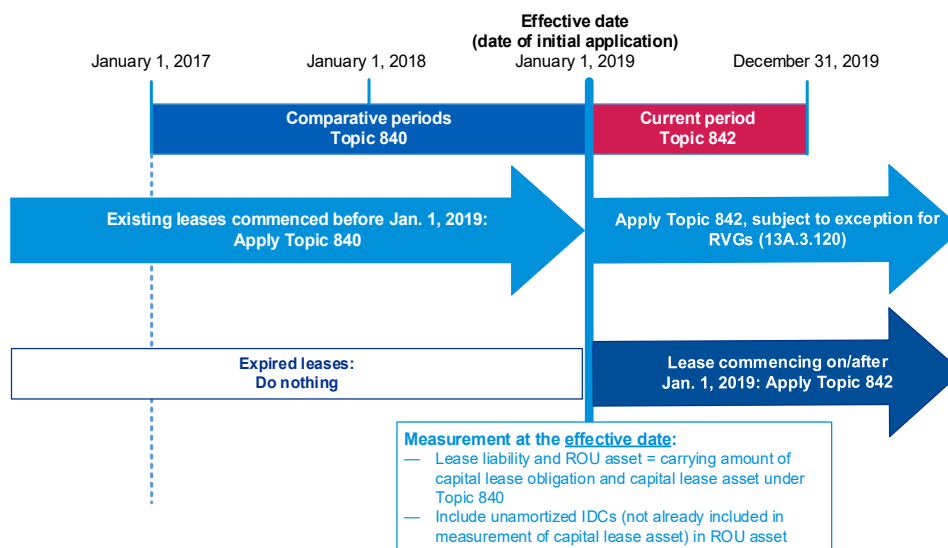 Effective date
(date of initial application)
January 1, 2017
January 1, 2018
January 1, 2019
December 31, 2019
Comparative periods
Topic 840
Current period
Topic 842
Existing leases commenced before Jan. 1, 2019:
Apply Topic 840
Apply Topic 842, subject to exception for
RVGs (13A.3.120)
Expired leases:
Do nothing
Lease commencing on/after
Jan. 1, 2019: Apply Topic 842
Measurement at the effective date:
— Lease liability and ROU asset = carrying amount of
capital lease obligation and capital lease asset under
Topic 840
— Include unamortized IDCs (not already included in
measurement of capital lease asset) in ROU asset